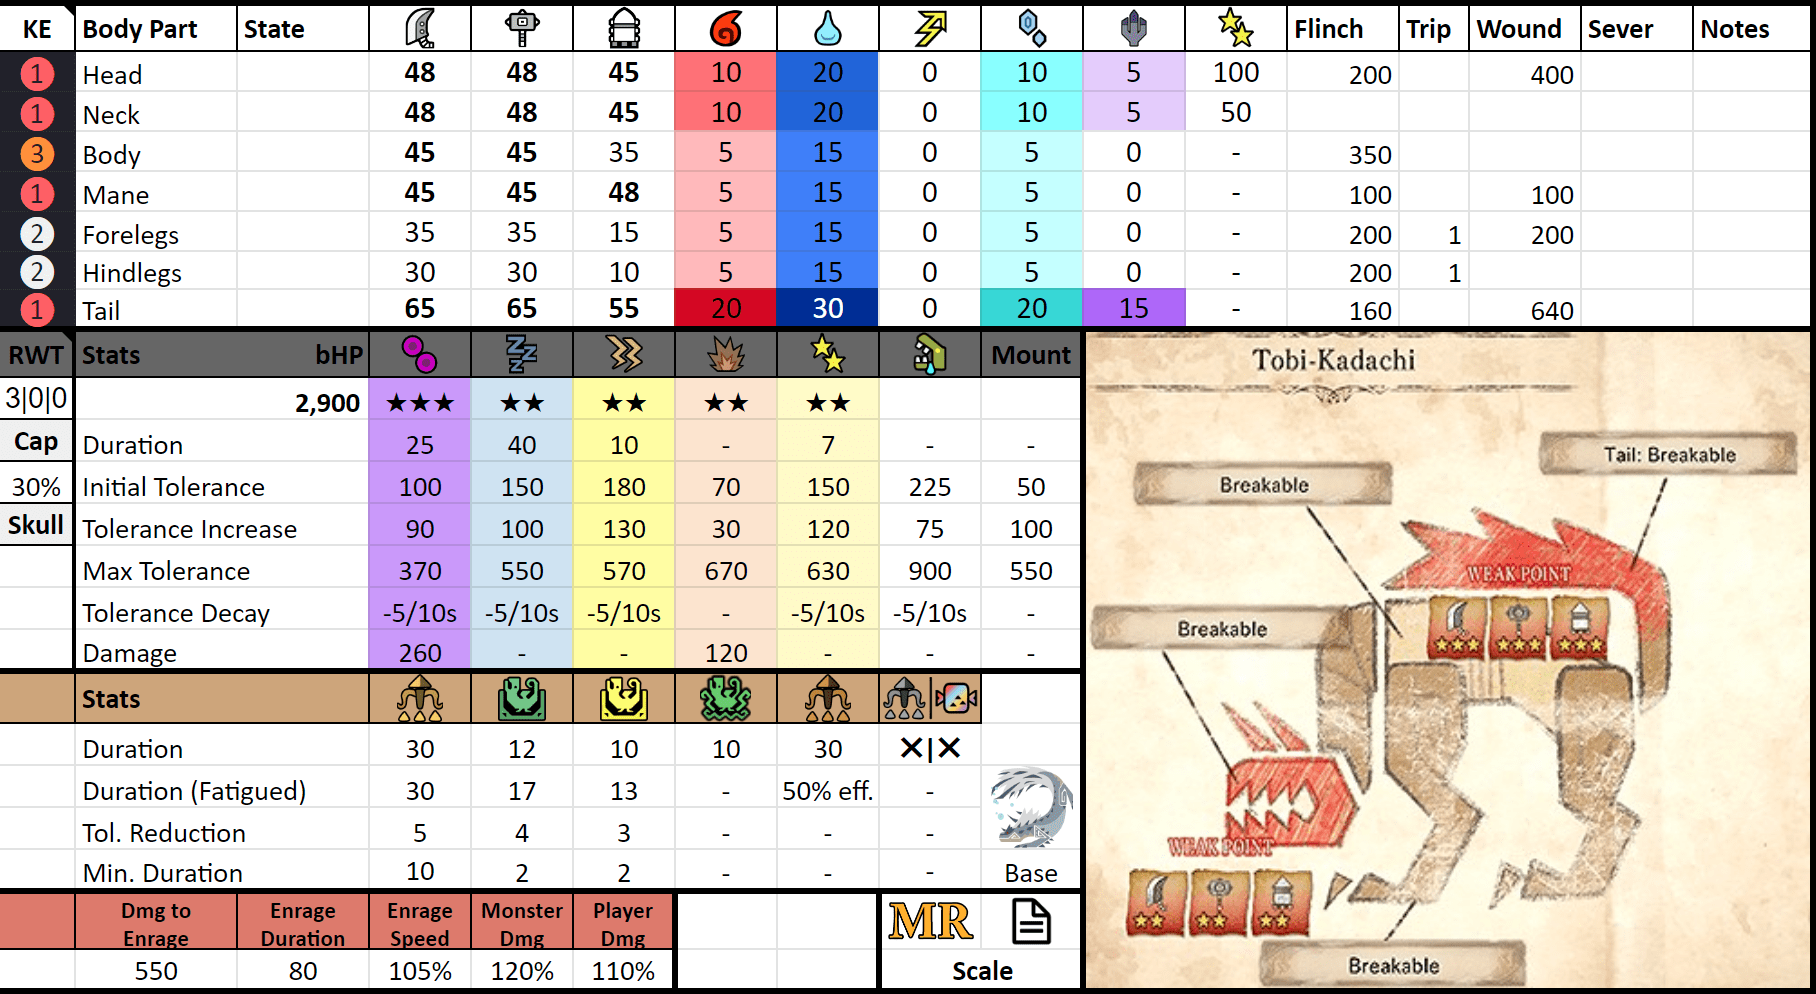 KE Body Part State Flinch Trip Wound Sever Notes
1 Head 48 48 45 10 20 0 10 5 100 200 400
1 Neck 48 48 45 10 20 0 10 5 50
3 Body 45 45 35 5 15 0 5 0 - 350
1 Mane 45 45 48 5 15 0 5 0 - 100 100
2 Forelegs 35 35 15 5 15 0 5 0 - 200 1 200
2 Hindlegs 30 30 10 5 15 0 5 0 - 200 1
1 Tail 65 65 55 20 30 0 20 15 - 160 640
RWT Stats bHP Mount
3|0|0 2,900 ★★★ ★★ ★★ ★★ ★★
Cap Duration 25 40 10 - 7 - -
30% Initial Tolerance 100 150 180 70 150 225 50
Skull Tolerance Increase 90 100 130 30 120 75 100
Max Tolerance 370 550 570 670 630 900 550
Tolerance Decay -5/10s -5/10s -5/10s - -5/10s -5/10s -
Damage 260 - - 120 - - -
Stats
Duration 30 12 10 10 30 ✕|✕
Duration (Fatigued) 30 17 13 - 50% eff. -
Tol. Reduction 5 4 3 - - -
Min. Duration 10 2 2 - - - Base
Dmg to Enrage Enrage Duration Enrage Speed Monster Dmg Player Dmg MR
550 80 105% 120% 110% Scale
Tobi-Kadachi
Tail: Breakable
Breakable
WEAK POINT
★★★ ★★★ ★★★
Breakable
WEAK POINT
★★ ★★ ★★
Breakable